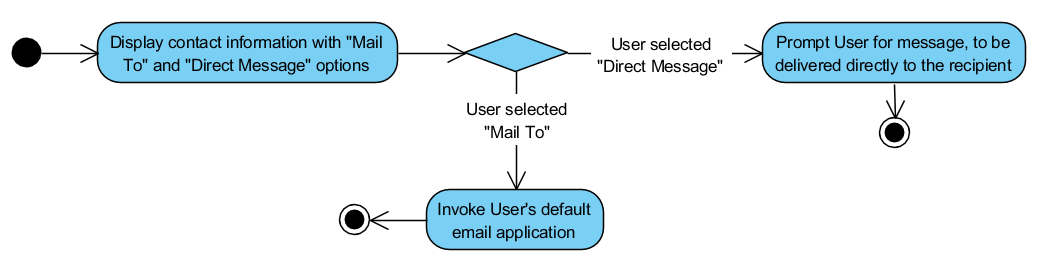 Display contact information with "Mail
To" and "Direct Message" options
User selected
"Direct Message"
Prompt User for message, to be
delivered directly to the recipient
User selected
"Mail To"
Invoke User's default
email application